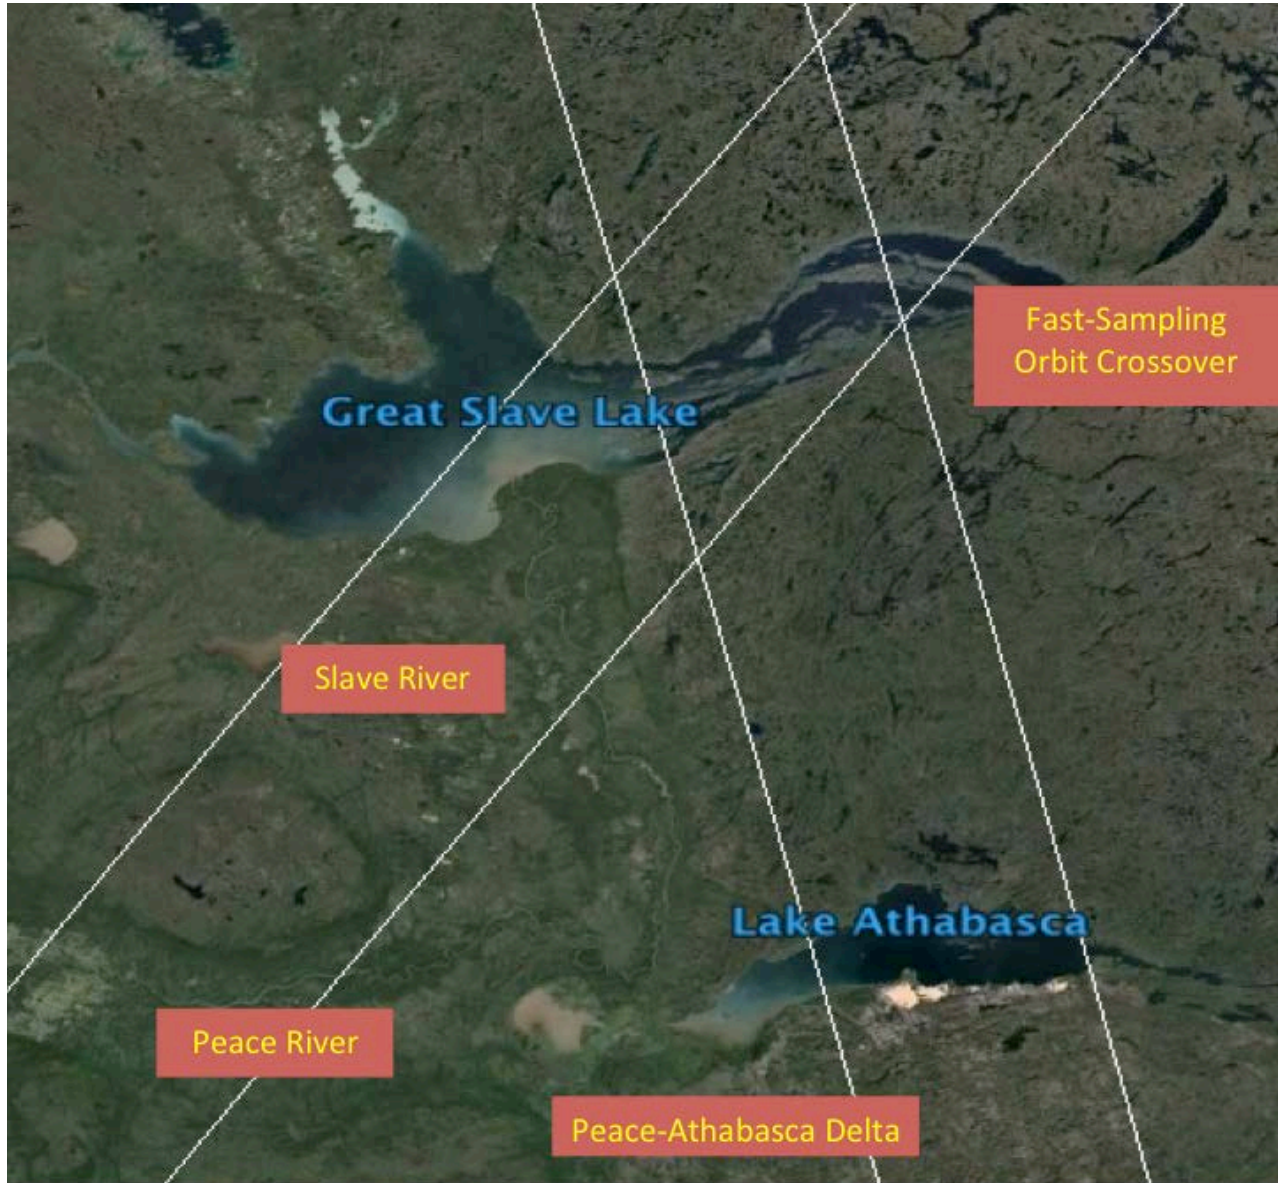 Fast-Sampling
Orbit Crossover
Great Slave Lake
Slave River
Lake Athabasca
Peace River
Peace-Athabasca Delta